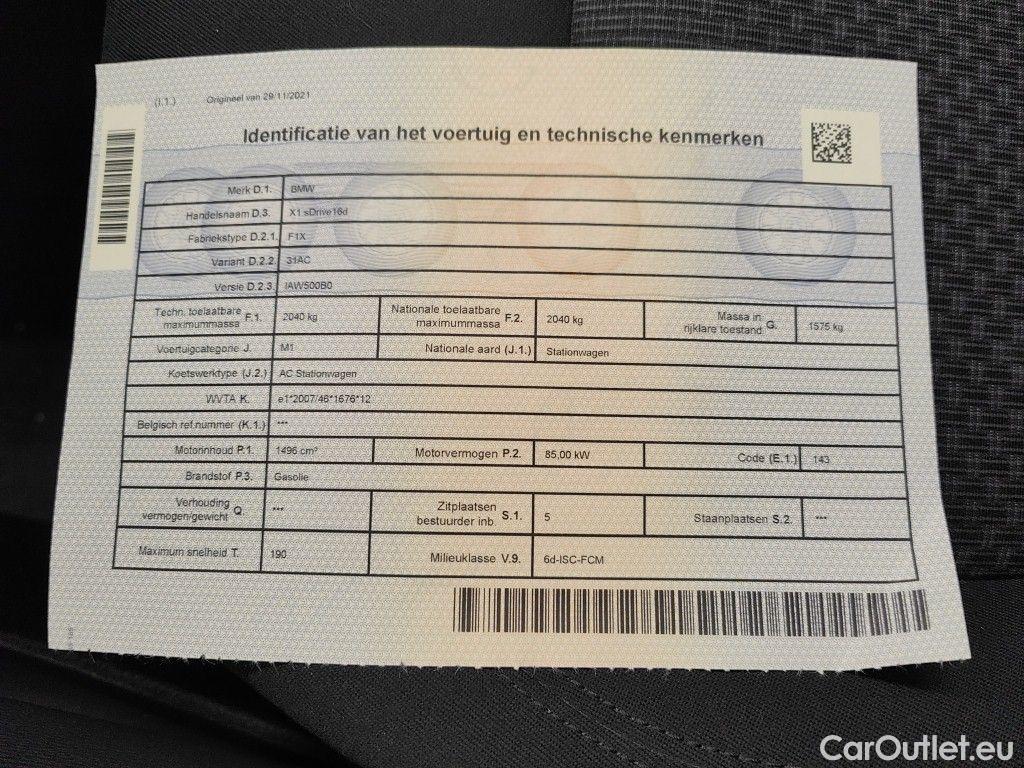 (I.1.) Origineel van 29/11/2021
Identificatie van het voertuig en technische kenmerken
Merk D.1. BMW
Handelsnaam D.3. X1 sDrive16d
Fabriekstype D.2.1. F1X
Variant D.2.2. 31AC
Versie D.2.3. IAW500B0
Techn. toelaatbare maximummassa F.1. 2040 kg Nationale toelaatbare maximummassa F.2. 2040 kg Massa in rijklare toestand G. 1575 kg
Voertuigcategorie J. M1 Nationale aard (J.1.) Stationwagen
Koetswerktype (J.2.) AC Stationwagen
WVTA K. e1*2007/46*1676*12
Belgisch ref.nummer (K.1.) ***
Motorinhoud P.1. 1496 cm³ Motorvermogen P.2. 85,00 kW Code (E.1.) 143
Brandstof P.3. Gasolie
Verhouding vermogen/gewicht Q. *** Zitplaatsen bestuurder inb. S.1. 5 Staanplaatsen S.2. ***
Maximum snelheid T. 190 Milieuklasse V.9. 6d-ISC-FCM
CarOutlet.eu